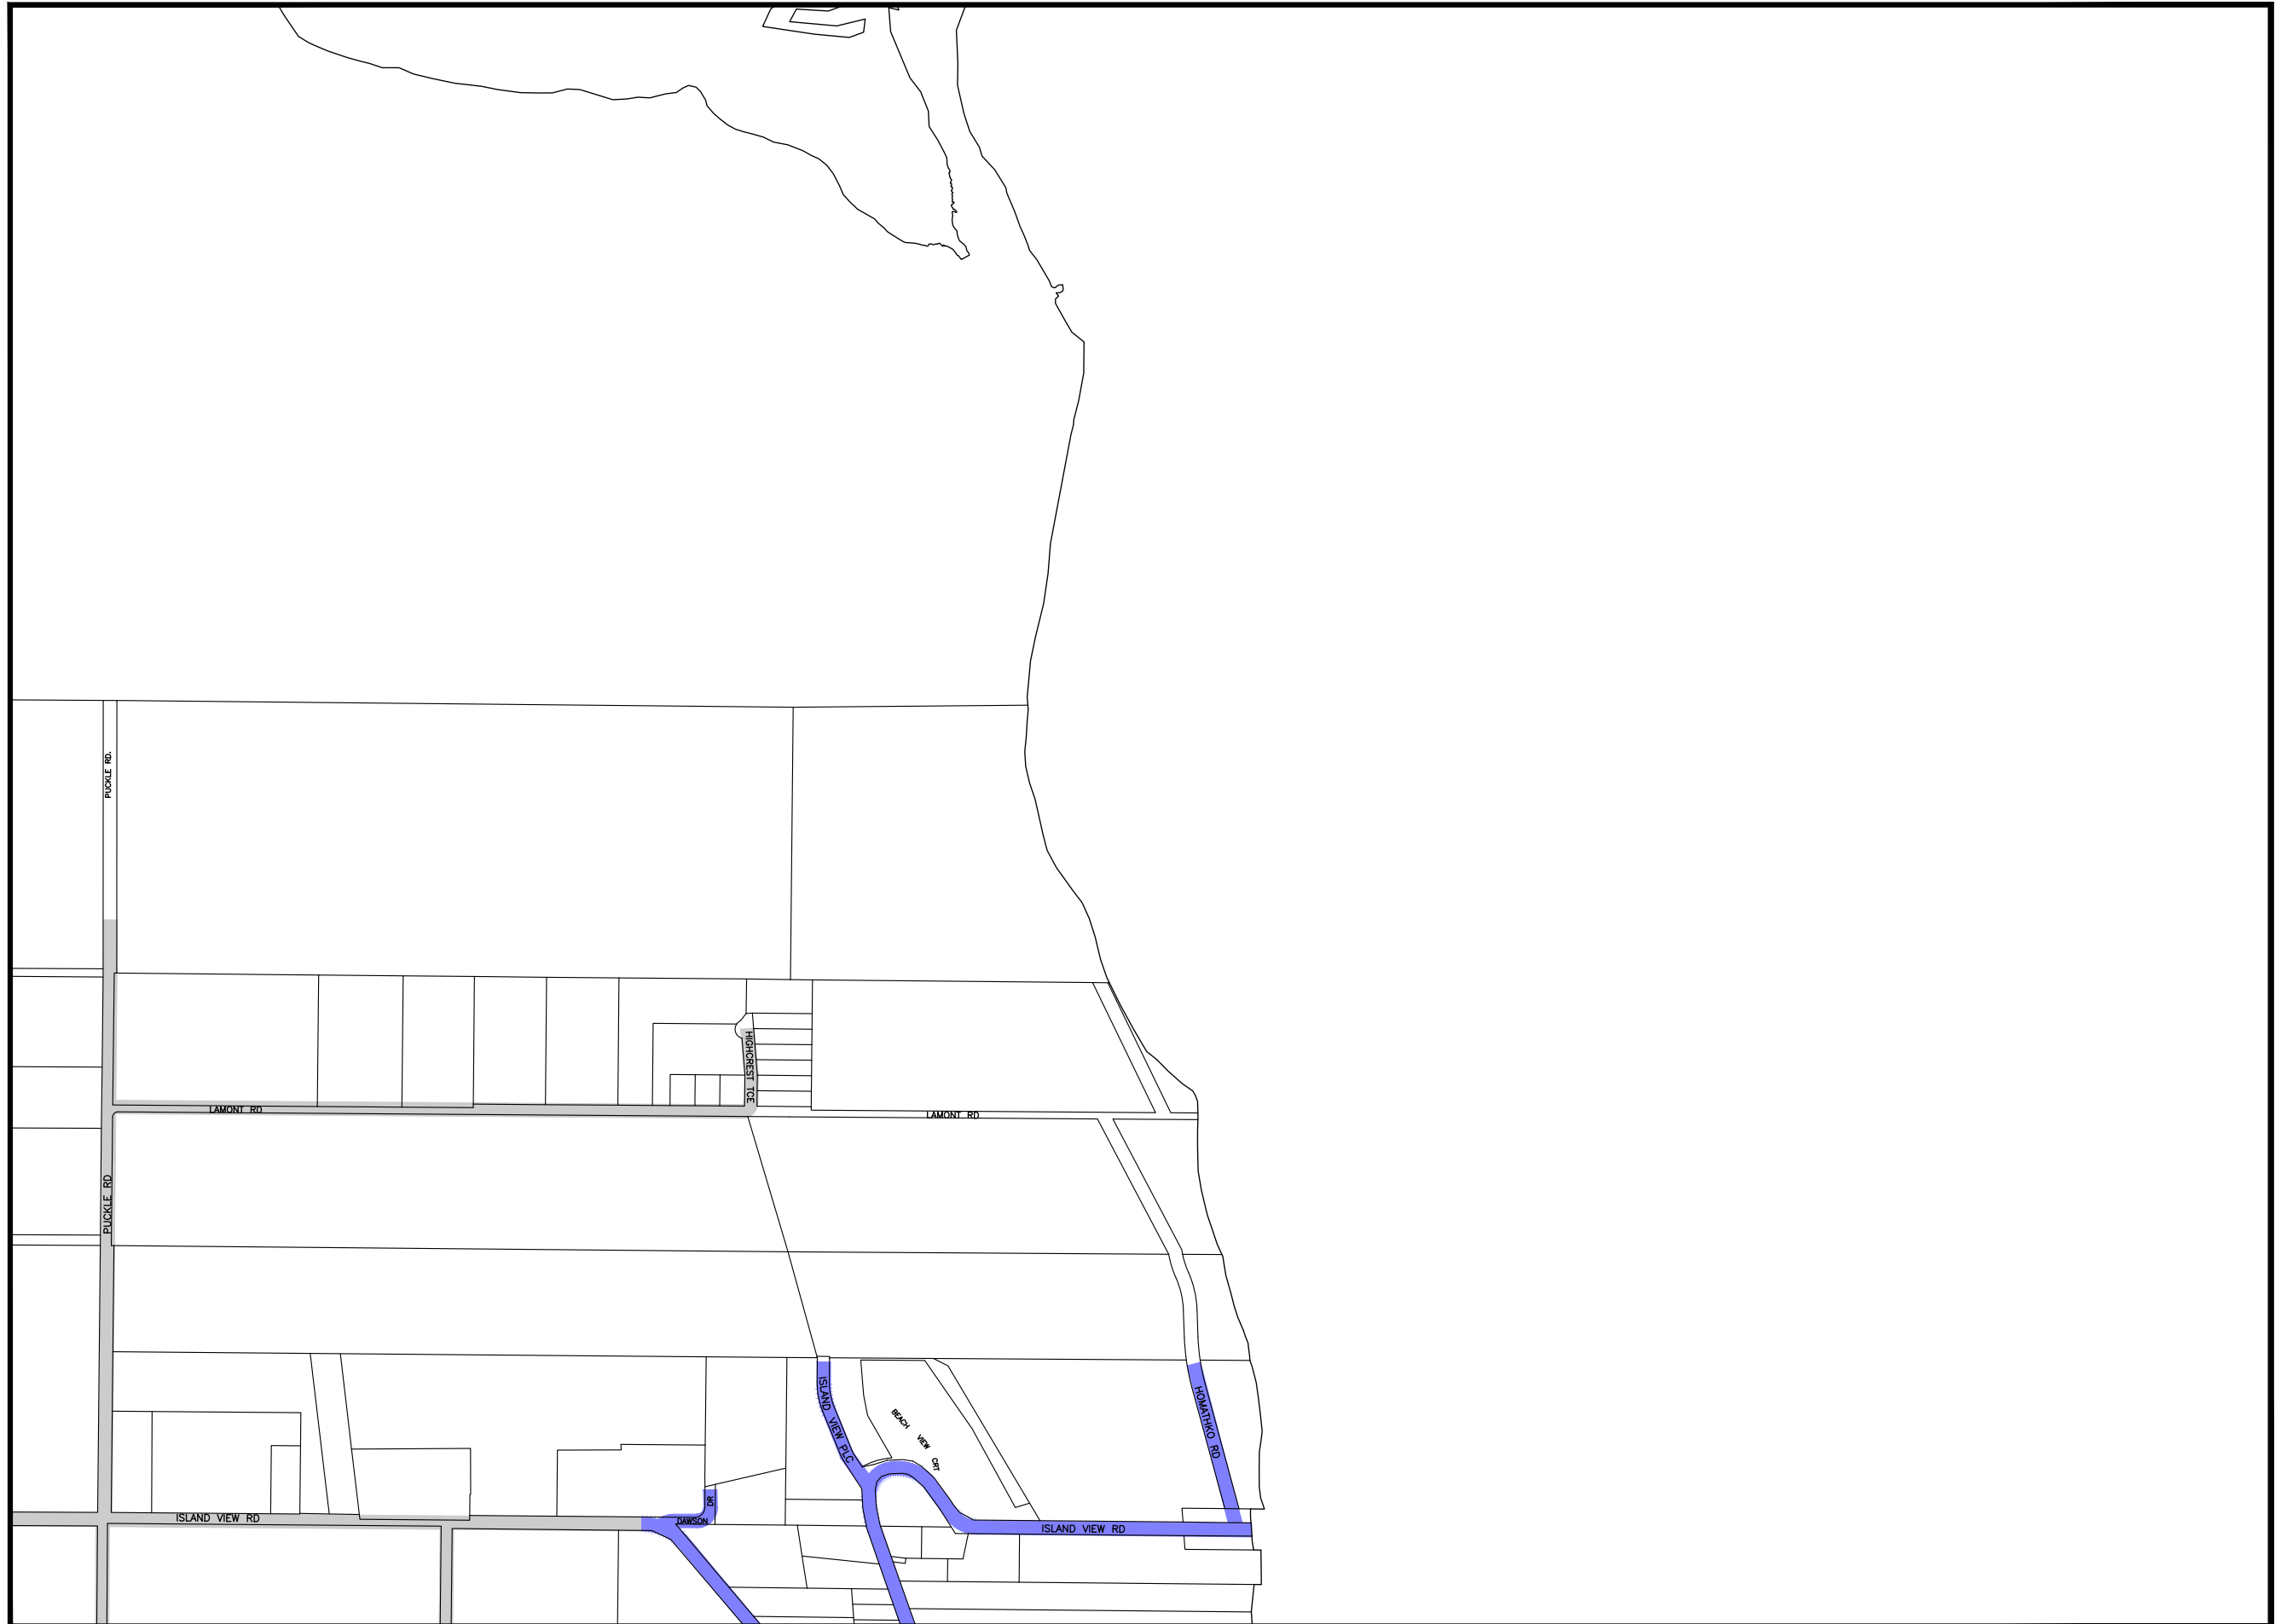 PUCKLE RD.
HIGHCREST TCE
LAMONT RD
LAMONT RD
PUCKLE RD
ISLAND VIEW PLC
HOMATHKO RD
BEACH VIEW CRT
DR
DAWSON
ISLAND VIEW RD
ISLAND VIEW RD